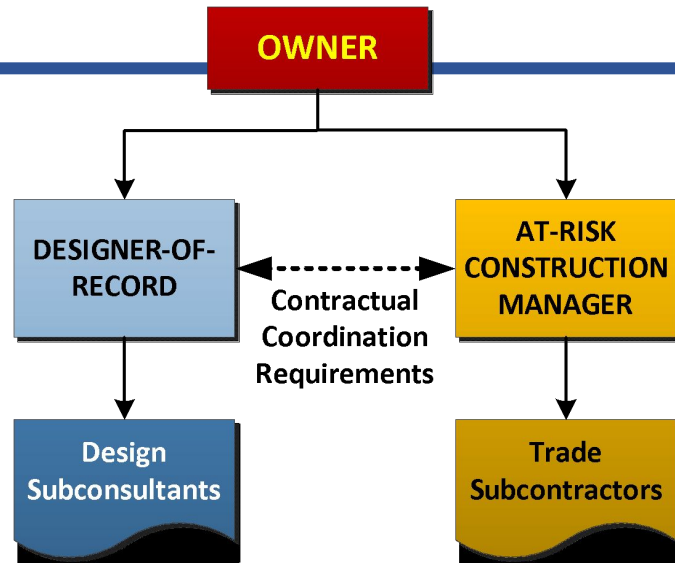 OWNER
DESIGNER-OF-
RECORD
AT-RISK
CONSTRUCTION
MANAGER
Contractual
Coordination
Requirements
Design
Subconsultants
Trade
Subcontractors